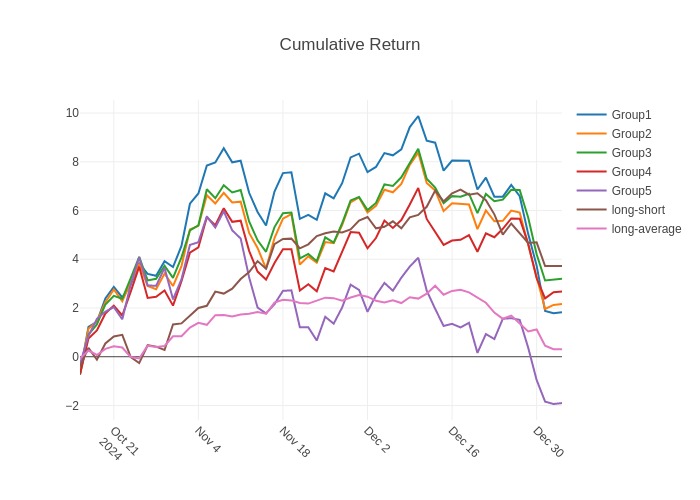 Cumulative Return
10
8
6
4
2
0
−2
Oct 21
2024
Nov 4
Nov 18
Dec 2
Dec 16
Dec 30
Group1
Group2
Group3
Group4
Group5
long-short
long-average